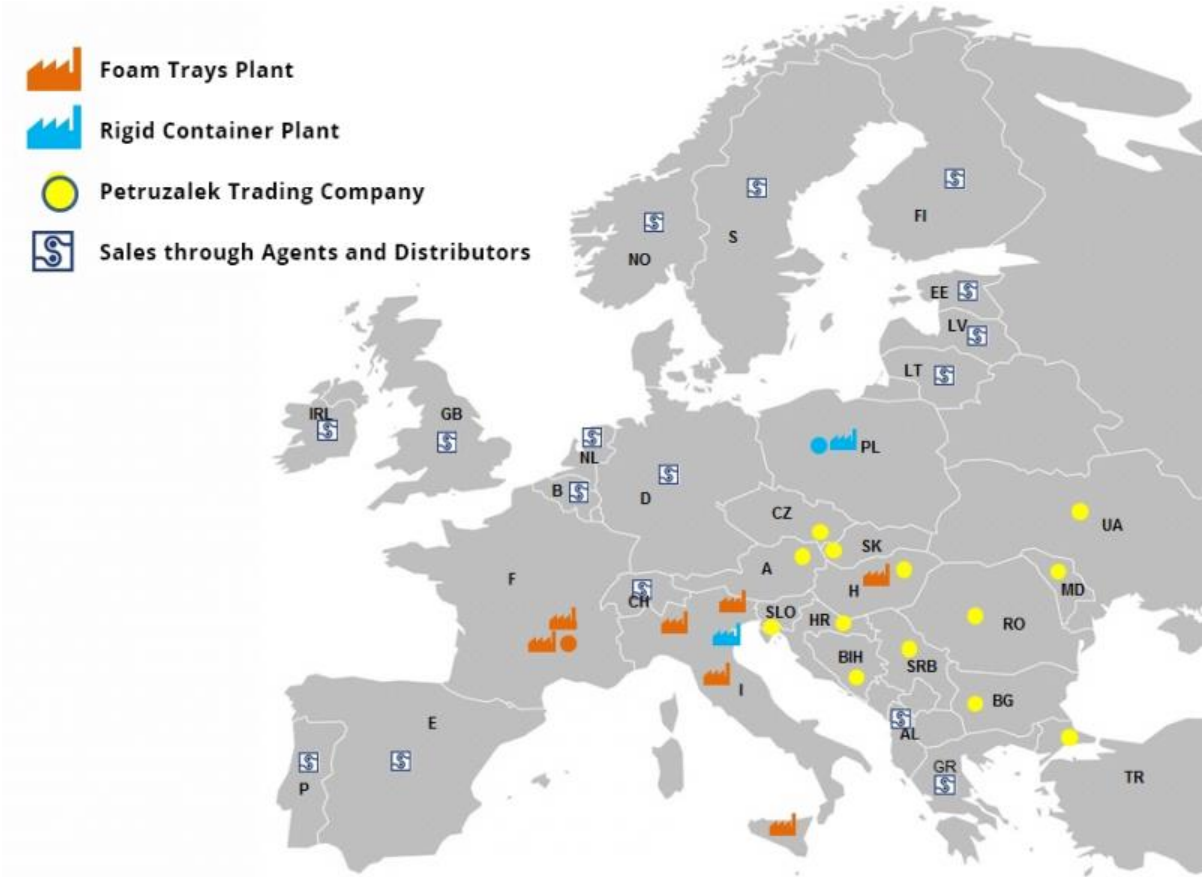 Foam Trays Plant
Rigid Container Plant
Petruzalek Trading Company
Sales through Agents and Distributors
FI
S
NO
EE
LV
LT
IRL
GB
NL
PL
B
D
CZ
UA
SK
A
F
H
MD
CH
SLO
HR
RO
BIH
SRB
I
BG
E
AL
GR
TR
P